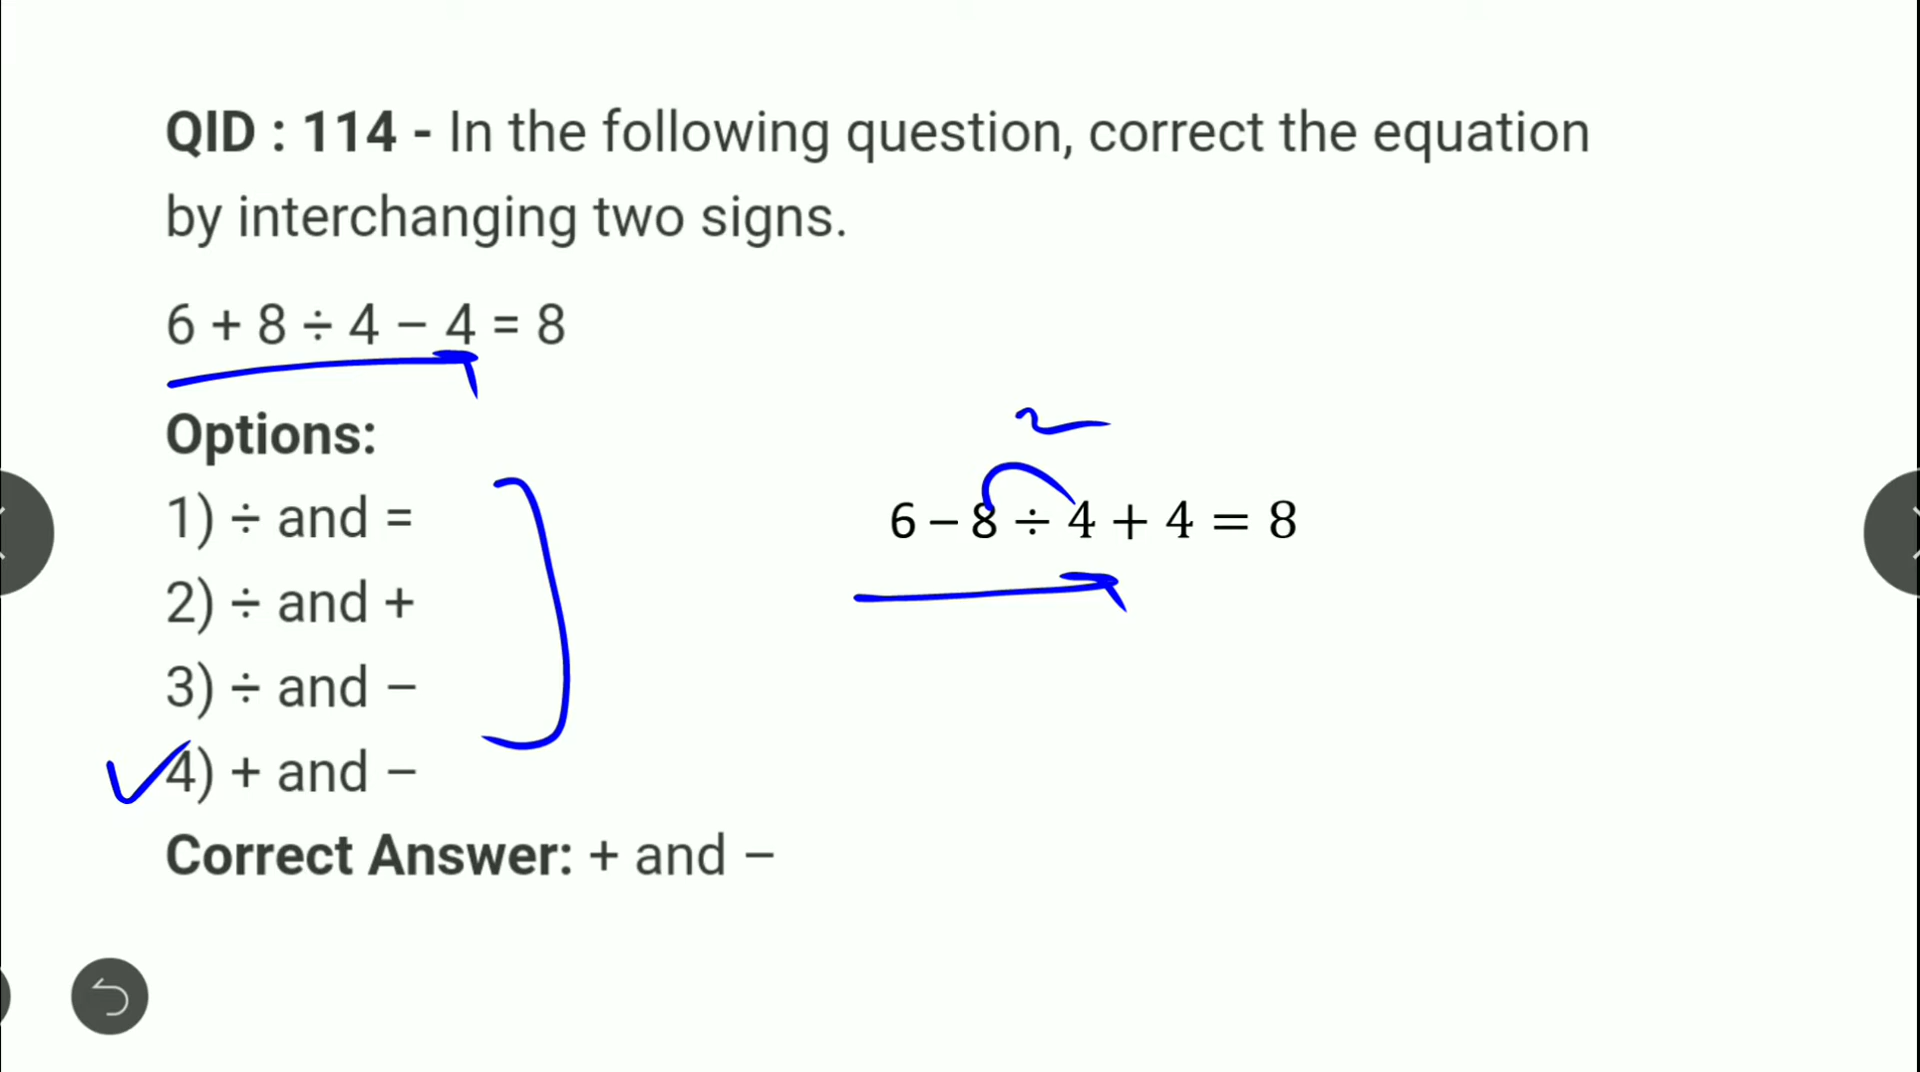 QID : 114 - In the following question, correct the equation
by interchanging two signs.
6 + 8 ÷ 4 – 4 = 8
Options:
1) ÷ and =
2) ÷ and +
3) ÷ and –
4) + and –
Correct Answer: + and –
2
6 – 8 ÷ 4 + 4 = 8